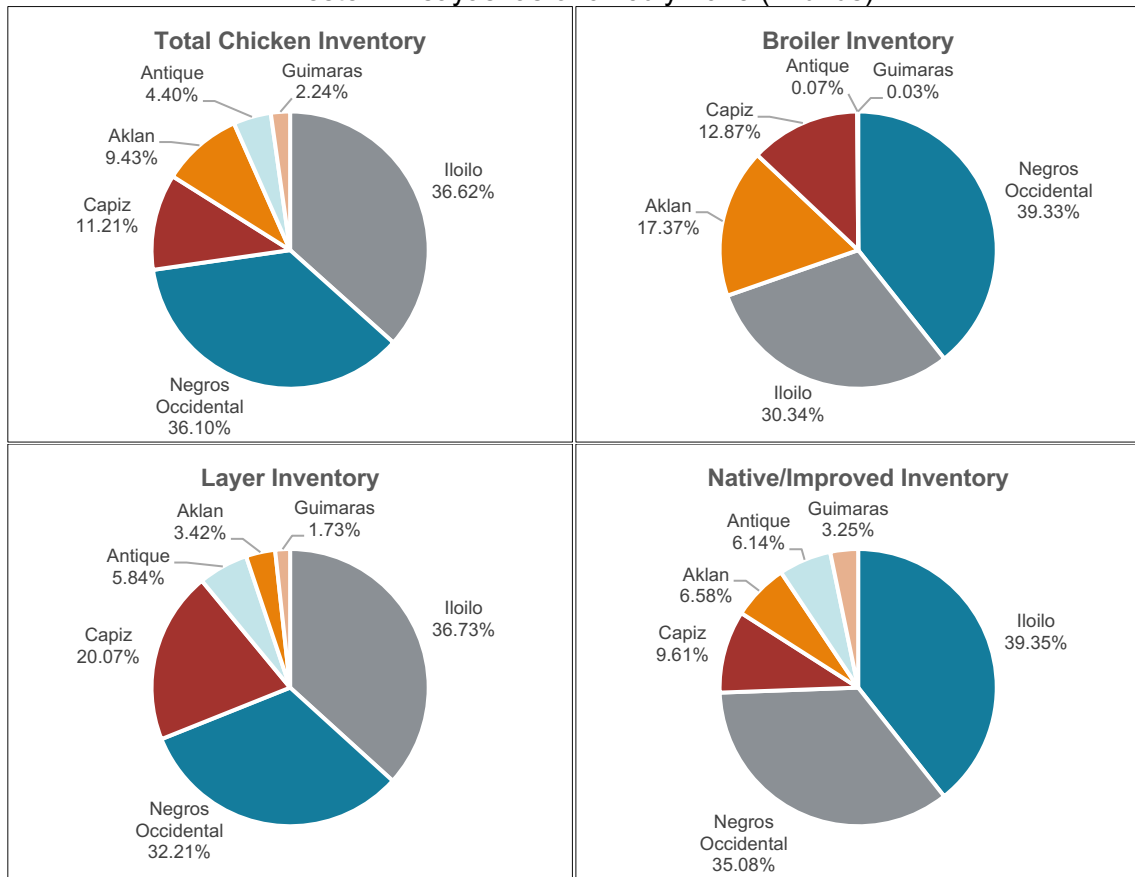 Total Chicken Inventory
Antique
4.40%
Guimaras
2.24%
Aklan
9.43%
Capiz
11.21%
Iloilo
36.62%
Negros
Occidental
36.10%
Broiler Inventory
Antique
0.07%
Guimaras
0.03%
Capiz
12.87%
Aklan
17.37%
Negros
Occidental
39.33%
Iloilo
30.34%
Layer Inventory
Aklan
3.42%
Guimaras
1.73%
Antique
5.84%
Capiz
20.07%
Iloilo
36.73%
Negros
Occidental
32.21%
Native/Improved Inventory
Guimaras
3.25%
Antique
6.14%
Aklan
6.58%
Capiz
9.61%
Iloilo
39.35%
Negros
Occidental
35.08%